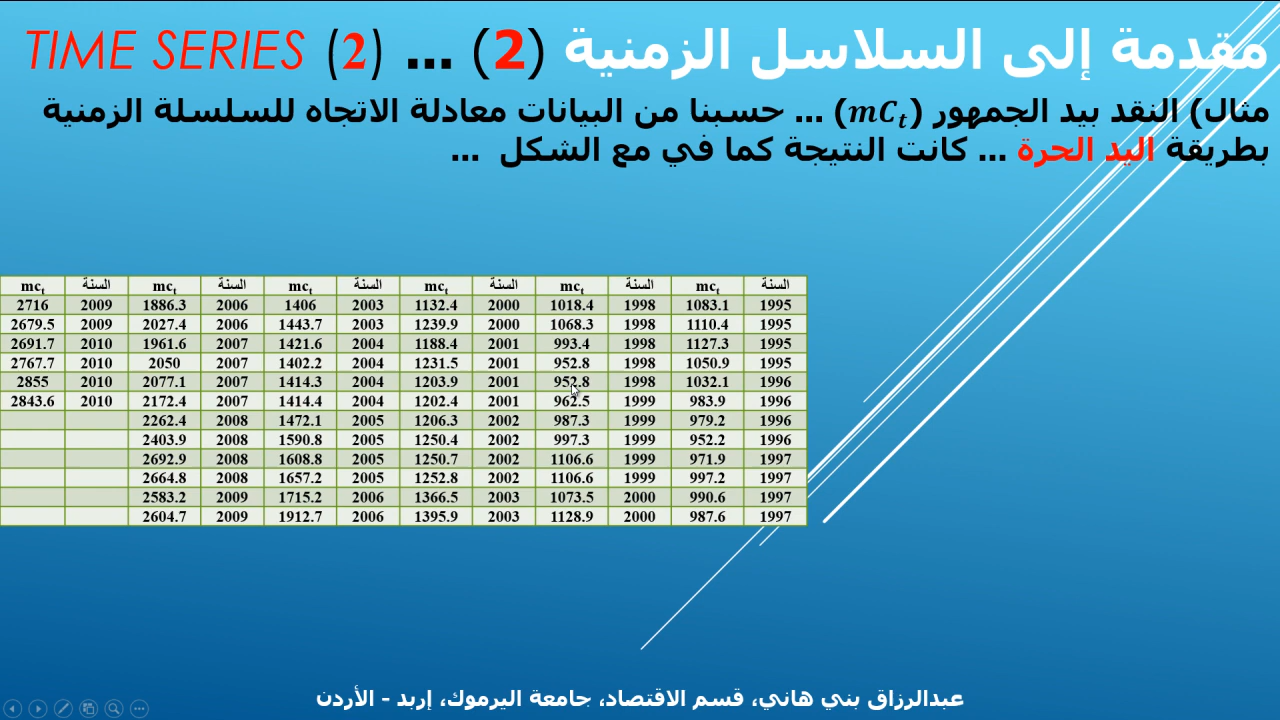 مقدمة إلى السلاسل الزمنية (2) ... TIME SERIES (2)
مثال) النقد بيد الجمهور (mCt) ... حسبنا من البيانات معادلة الاتجاه للسلسلة الزمنية
بطريقة اليد الحرة ... كانت النتيجة كما في مع الشكل ...
السنة mct السنة mct السنة mct السنة mct السنة mct السنة mct
1995 1083.1 1998 1018.4 2000 1132.4 2003 1406 2006 1886.3 2009 2716
1995 1110.4 1998 1068.3 2000 1239.9 2003 1443.7 2006 2027.4 2009 2679.5
1995 1127.3 1998 993.4 2001 1188.4 2004 1421.6 2007 1961.6 2010 2691.7
1995 1050.9 1998 952.8 2001 1231.5 2004 1402.2 2007 2050 2010 2767.7
1996 1032.1 1998 952.8 2001 1203.9 2004 1414.3 2007 2077.1 2010 2855
1996 983.9 1999 962.5 2001 1202.4 2004 1414.4 2007 2172.4 2010 2843.6
1996 979.2 1999 987.3 2002 1206.3 2005 1472.1 2008 2262.4
1996 952.2 1999 997.3 2002 1250.4 2005 1590.8 2008 2403.9
1997 971.9 1999 1106.6 2002 1250.7 2005 1608.8 2008 2692.9
1997 997.2 1999 1106.6 2002 1252.8 2005 1657.2 2008 2664.8
1997 990.6 2000 1073.5 2003 1366.5 2006 1715.2 2009 2583.2
1997 987.6 2000 1128.9 2003 1395.9 2006 1912.7 2009 2604.7
عبدالرزاق بني هاني، قسم الاقتصاد، جامعة اليرموك، إربد - الأردن